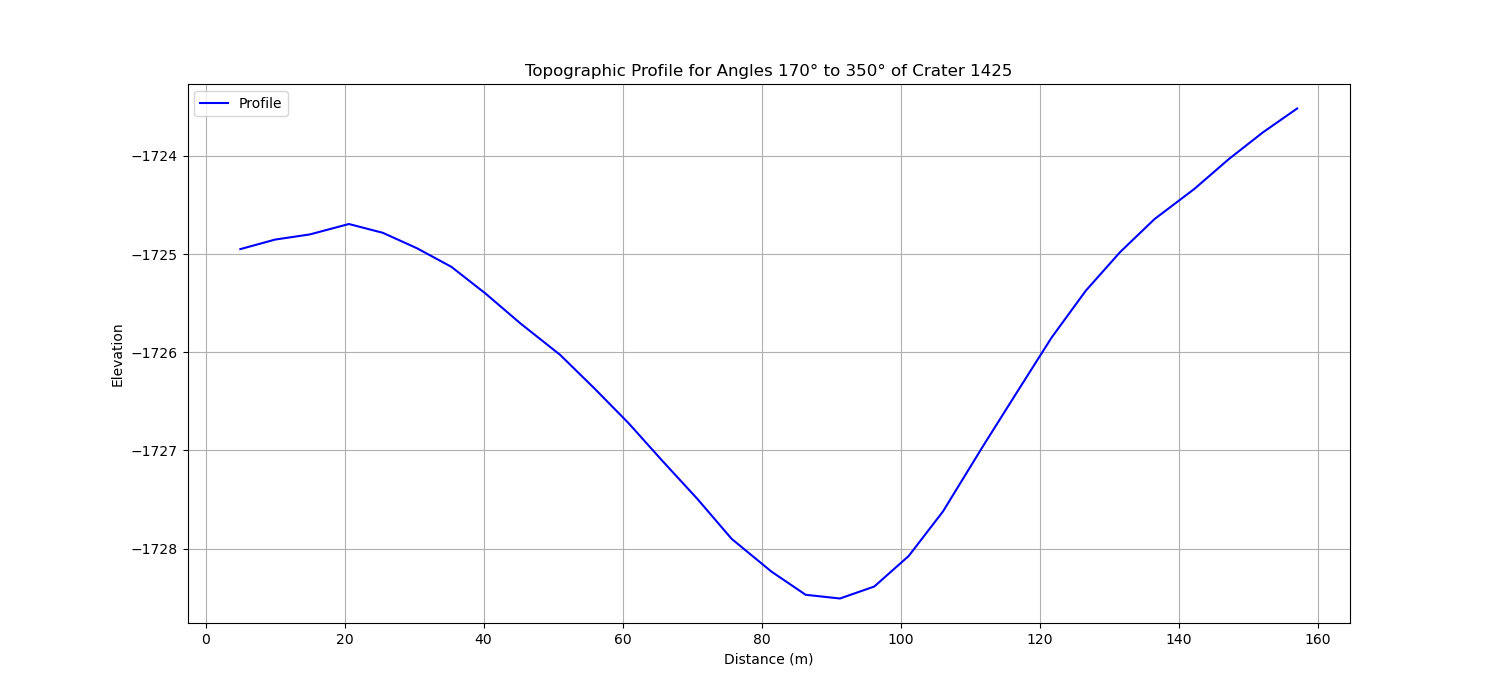 Topographic Profile for Angles 170° to 350° of Crater 1425
Profile
−1724
−1725
−1726
−1727
−1728
Elevation
0 20 40 60 80 100 120 140 160
Distance (m)